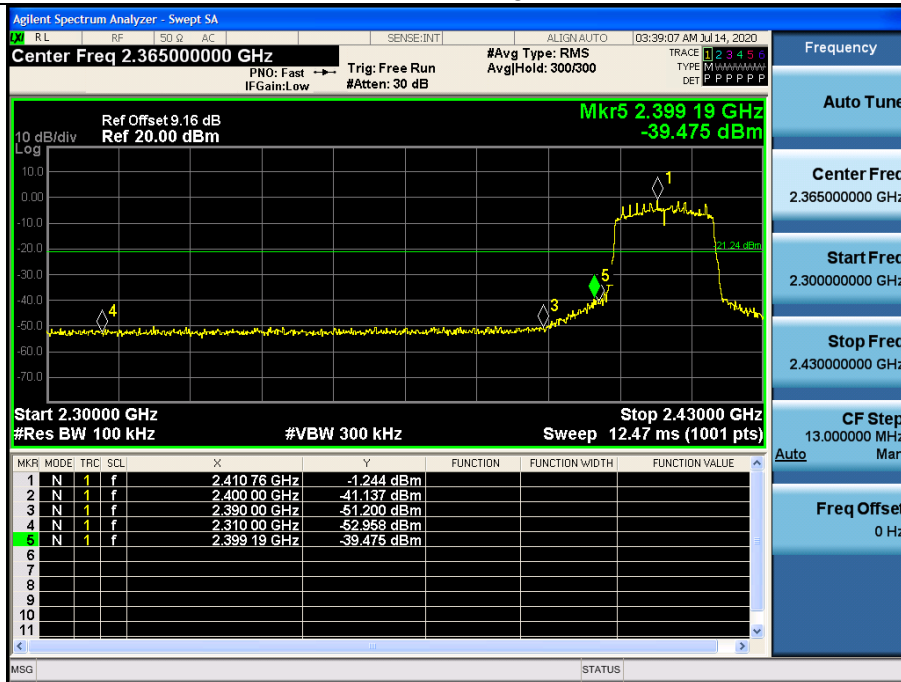 Agilent Spectrum Analyzer - Swept SA
LXI RL RF 50 Ω AC SENSE:INT ALIGN AUTO 03:39:07 AM Jul 14, 2020
Center Freq 2.365000000 GHz
PNO: Fast
IFGain:Low
Trig: Free Run
#Atten: 30 dB
#Avg Type: RMS
Avg|Hold: 300/300
TRACE 1 2 3 4 5 6
TYPE M WWWWW
DET P P P P P P
Ref Offset 9.16 dB
10 dB/div Ref 20.00 dBm
Log
Mkr5 2.399 19 GHz
-39.475 dBm
10.0
0.00
-10.0
-20.0
-30.0
-40.0
-50.0
-60.0
-70.0
1
-21.24 dBm
5
3
4
Start 2.30000 GHz Stop 2.43000 GHz
#Res BW 100 kHz #VBW 300 kHz Sweep 12.47 ms (1001 pts)
MKR MODE TRC SCL X Y FUNCTION FUNCTION WIDTH FUNCTION VALUE
1 N 1 f 2.410 76 GHz -1.244 dBm
2 N 1 f 2.400 00 GHz -41.137 dBm
3 N 1 f 2.390 00 GHz -51.200 dBm
4 N 1 f 2.310 00 GHz -52.958 dBm
5 N 1 f 2.399 19 GHz -39.475 dBm
6
7
8
9
10
11
MSG STATUS
Frequency
Auto Tune
Center Freq
2.365000000 GHz
Start Freq
2.300000000 GHz
Stop Freq
2.430000000 GHz
CF Step
13.000000 MHz
Auto Man
Freq Offset
0 Hz